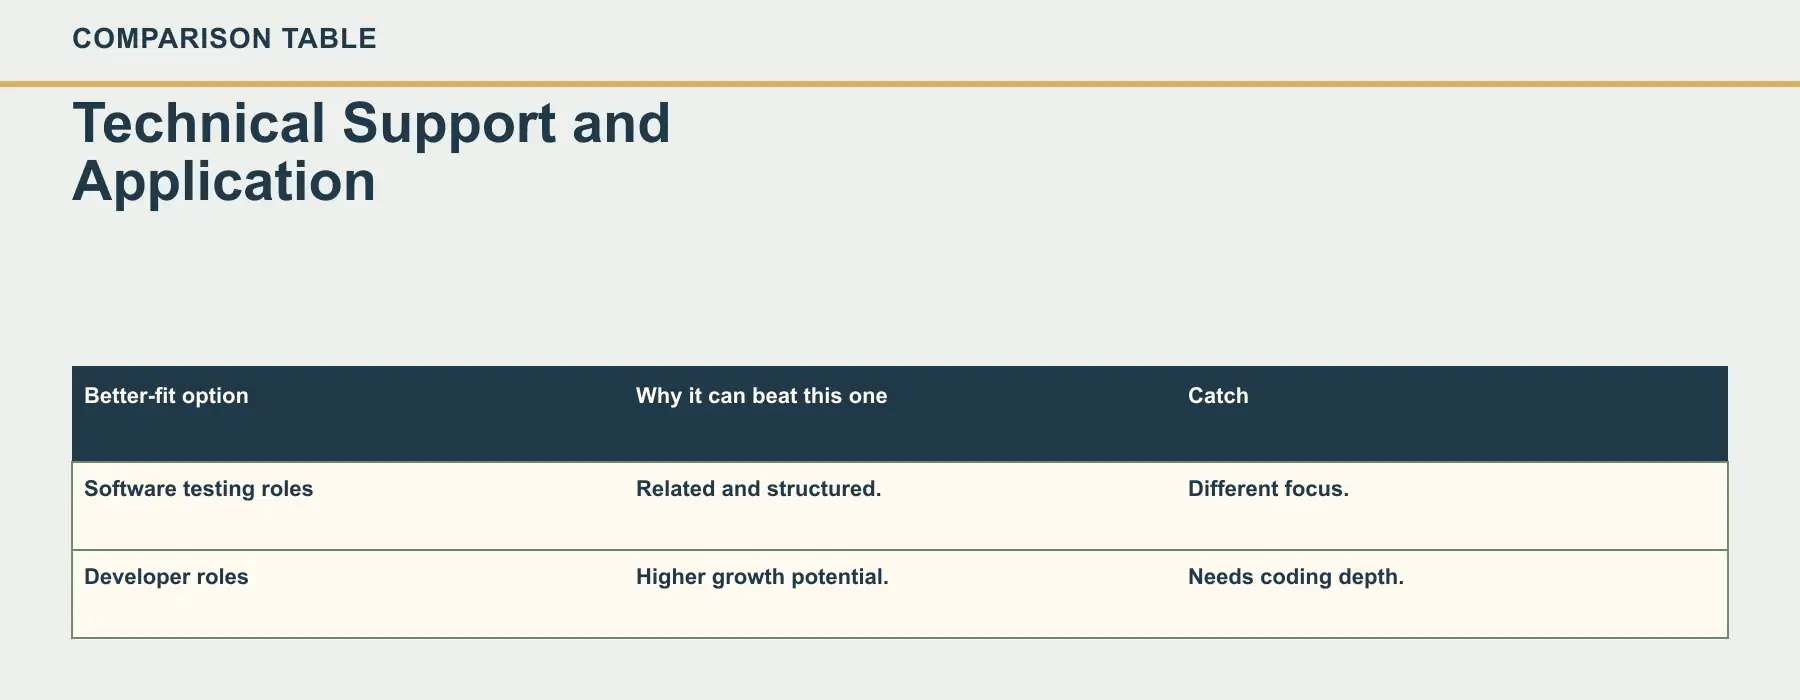 COMPARISON TABLE
Technical Support and
Application
Better-fit option Why it can beat this one Catch
Software testing roles Related and structured. Different focus.
Developer roles Higher growth potential. Needs coding depth.